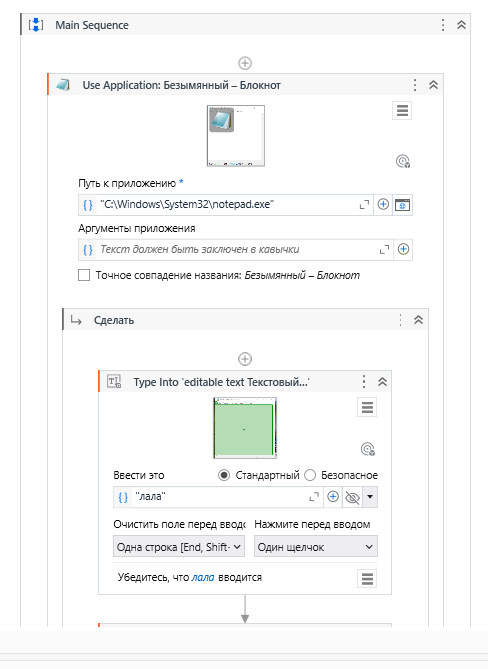 Main Sequence
Use Application: Безымянный – Блокнот
Путь к приложению *
"C:\Windows\System32\notepad.exe"
Аргументы приложения
Текст должен быть заключен в кавычки
Точное совпадение названия: Безымянный – Блокнот
Сделать
Type Into 'editable text Текстовый...'
Ввести это Стандартный Безопасное
"лала"
Очистить поле перед вводо Нажмите перед вводом
Одна строка [End, Shift- Один щелчок
Убедитесь, что лала вводится